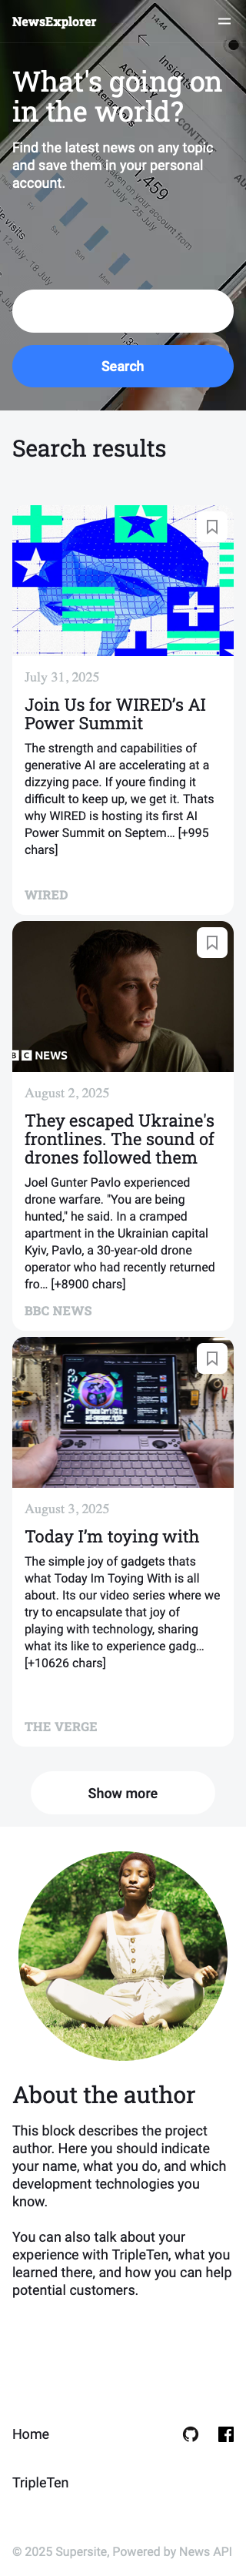 NewsExplorer
What's going on
in the world?
Find the latest news on any topic
and save them in your personal
account.
Search
Search results
July 31, 2025
Join Us for WIRED’s AI
Power Summit
The strength and capabilities of
generative AI are accelerating at a
dizzying pace. If youre finding it
difficult to keep up, we get it. Thats
why WIRED is hosting its first AI
Power Summit on Septem… [+995
chars]
WIRED
BBC NEWS
August 2, 2025
They escaped Ukraine's
frontlines. The sound of
drones followed them
Joel Gunter Pavlo experienced
drone warfare. "You are being
hunted," he said. In a cramped
apartment in the Ukrainian capital
Kyiv, Pavlo, a 30-year-old drone
operator who had recently returned
fro… [+8900 chars]
BBC NEWS
August 3, 2025
Today I’m toying with
The simple joy of gadgets thats
what Today Im Toying With is all
about. Its our video series where we
try to encapsulate that joy of
playing with technology, sharing
what its like to experience gadg…
[+10626 chars]
THE VERGE
Show more
About the author
This block describes the project
author. Here you should indicate
your name, what you do, and which
development technologies you
know.
You can also talk about your
experience with TripleTen, what you
learned there, and how you can help
potential customers.
Home
TripleTen
© 2025 Supersite, Powered by News API